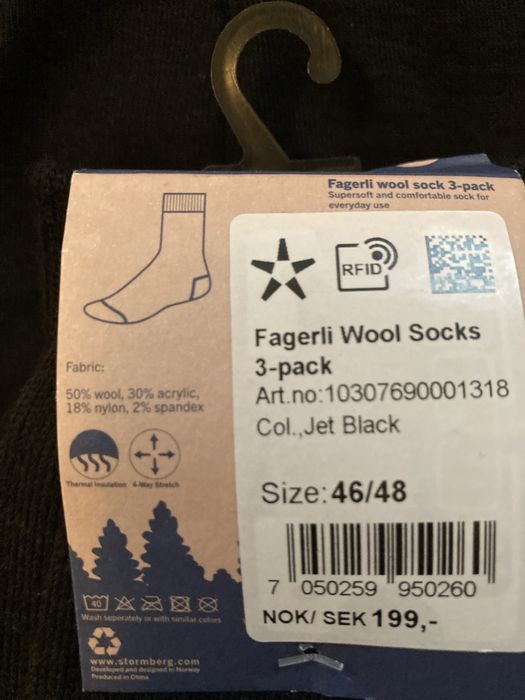 Fagerli wool sock 3-pack
Supersoft and comfortable sock for
everyday use
RFID
Fagerli Wool Socks
3-pack
Art.no:10307690001318
Col.,Jet Black
Size: 46/48
7 050259 950260
NOK/ SEK 199,-
Fabric:
50% wool, 30% acrylic,
18% nylon, 2% spandex
Thermal insulation 4-Way Stretch
40
Wash seperately or with similar colors
www.stormberg.com
Developed and designed in Norway
Produced in China